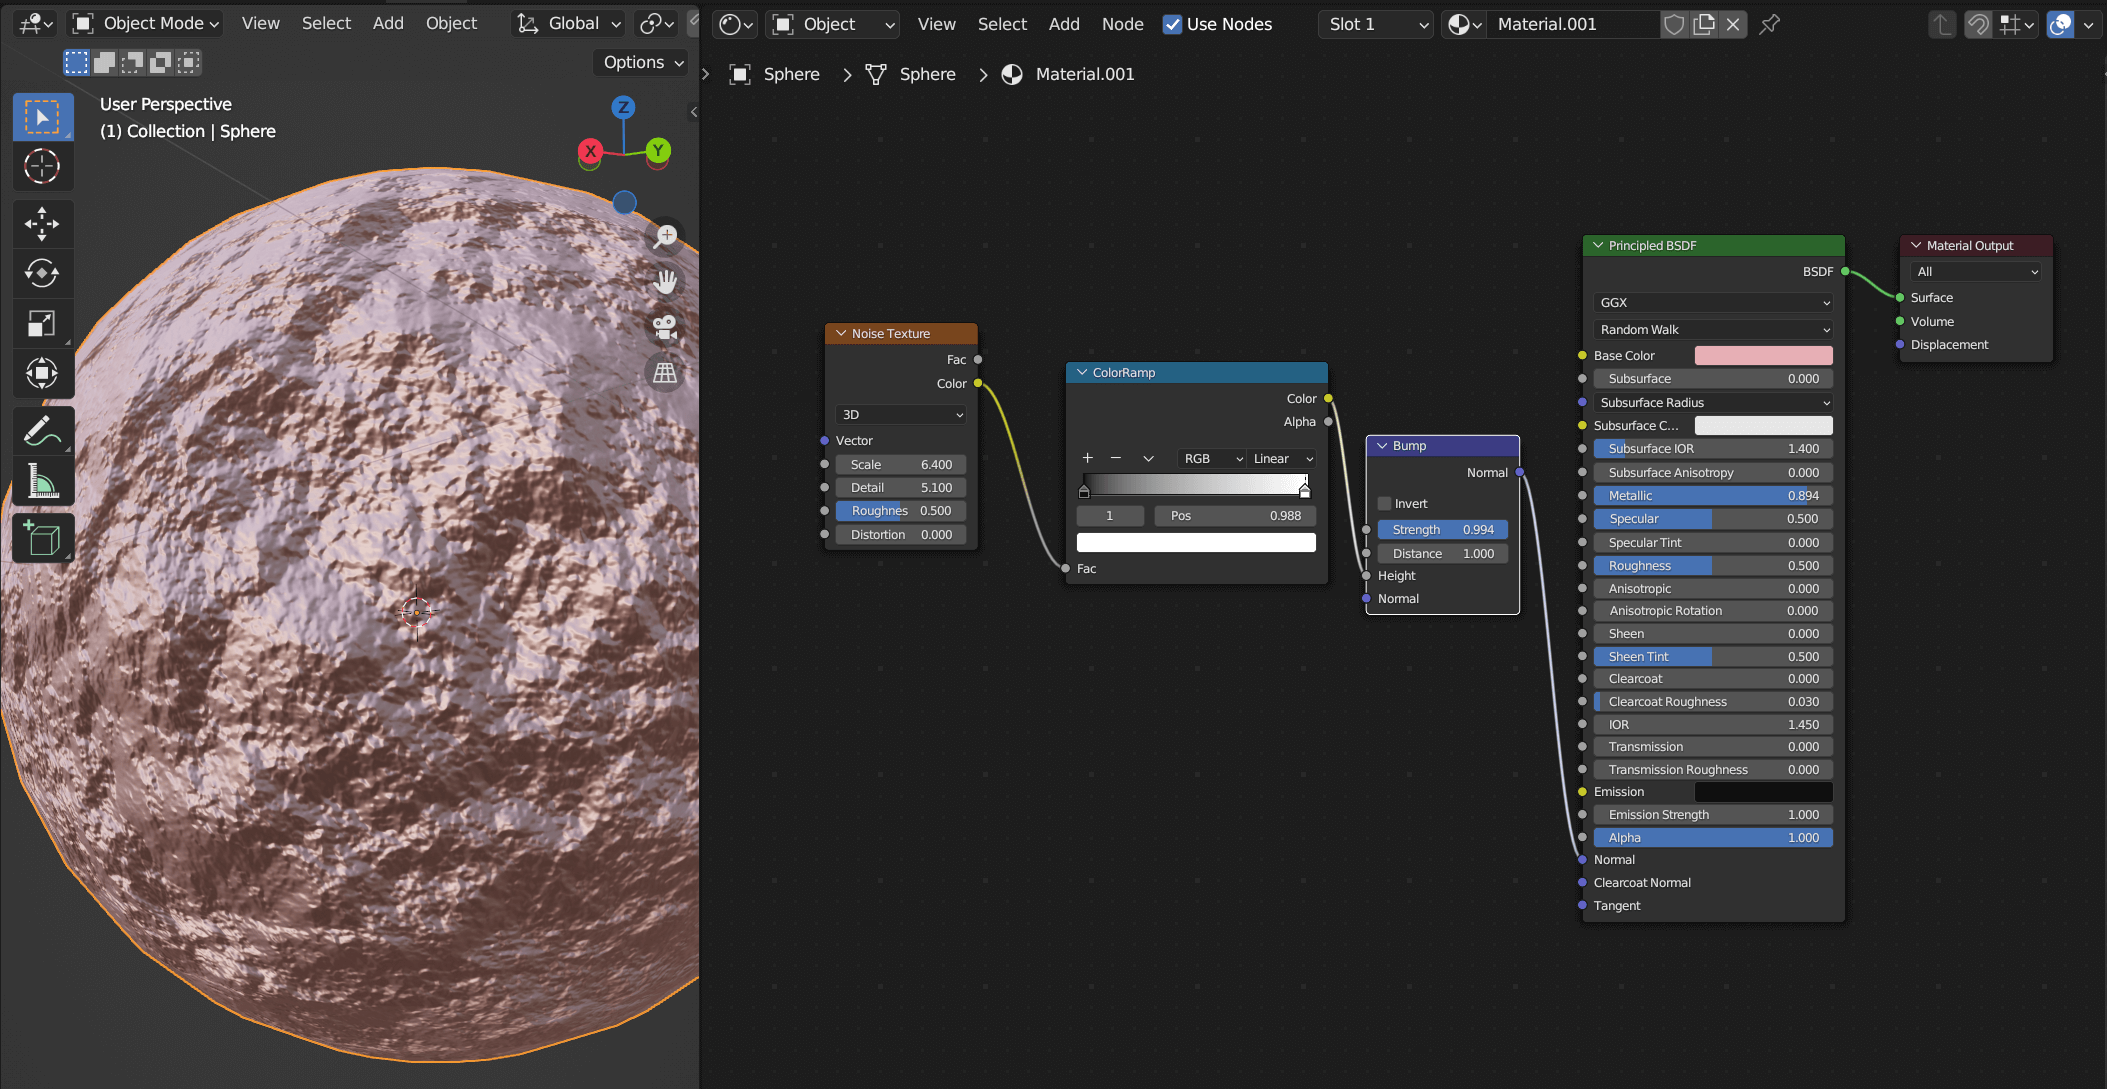 Object Mode View Select Add Object Global
Options
User Perspective
(1) Collection | Sphere
Z
X
Y
Object View Select Add Node Use Nodes Slot 1 Material.001
Sphere Sphere Material.001
Noise Texture
Fac
Color
3D
Vector
Scale 6.400
Detail 5.100
Roughnes 0.500
Distortion 0.000
ColorRamp
Color
Alpha
RGB Linear
1 Pos 0.988
Fac
Bump
Normal
Invert
Strength 0.994
Distance 1.000
Height
Normal
Principled BSDF
BSDF
GGX
Random Walk
Base Color
Subsurface 0.000
Subsurface Radius
Subsurface C...
Subsurface IOR 1.400
Subsurface Anisotropy 0.000
Metallic 0.894
Specular 0.500
Specular Tint 0.000
Roughness 0.500
Anisotropic 0.000
Anisotropic Rotation 0.000
Sheen 0.000
Sheen Tint 0.500
Clearcoat 0.000
Clearcoat Roughness 0.030
IOR 1.450
Transmission 0.000
Transmission Roughness 0.000
Emission
Emission Strength 1.000
Alpha 1.000
Normal
Clearcoat Normal
Tangent
Material Output
All
Surface
Volume
Displacement